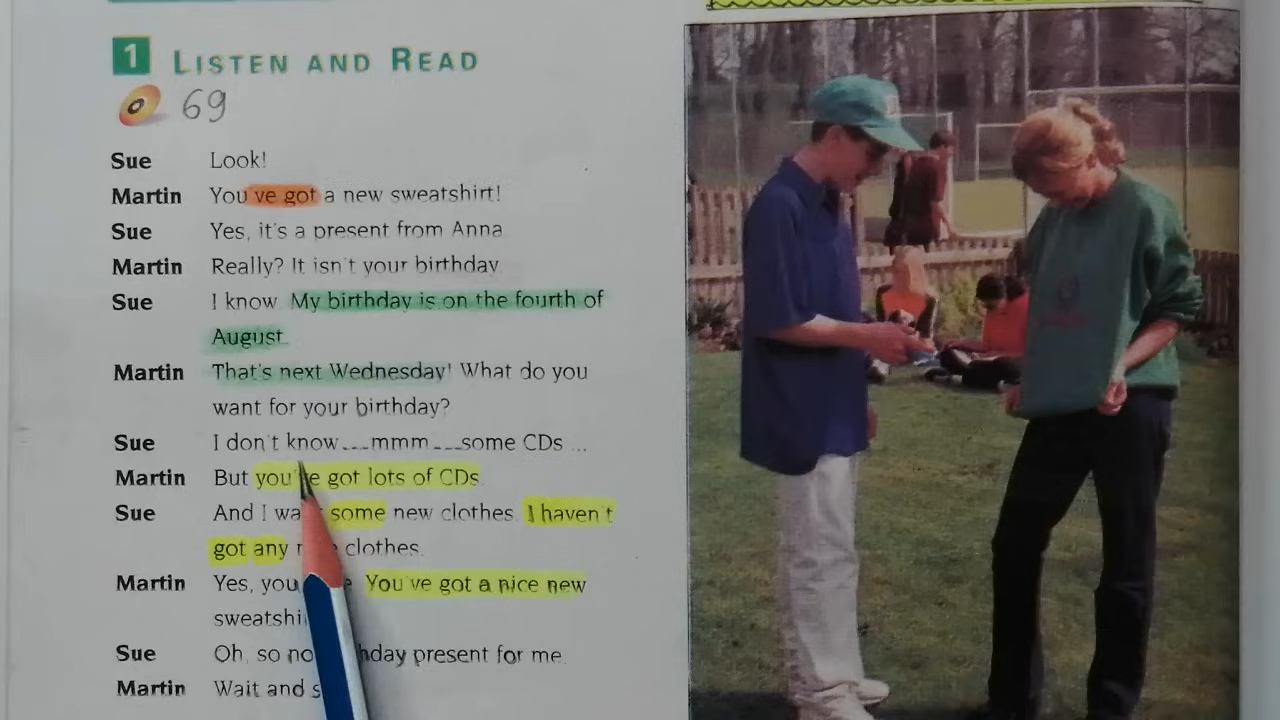 1 LISTEN AND READ
69
Sue Look!
Martin You've got a new sweatshirt!
Sue Yes, it's a present from Anna.
Martin Really? It isn't your birthday.
Sue I know. My birthday is on the fourth of
August.
Martin That's next Wednesday! What do you
want for your birthday?
Sue I don't know...mmm...some CDs ...
Martin But you've got lots of CDs.
Sue And I some new clothes. I haven't
got any clothes.
Martin Yes, you You've got a nice new
Sue Oh, so no present for me.
Martin Wait and